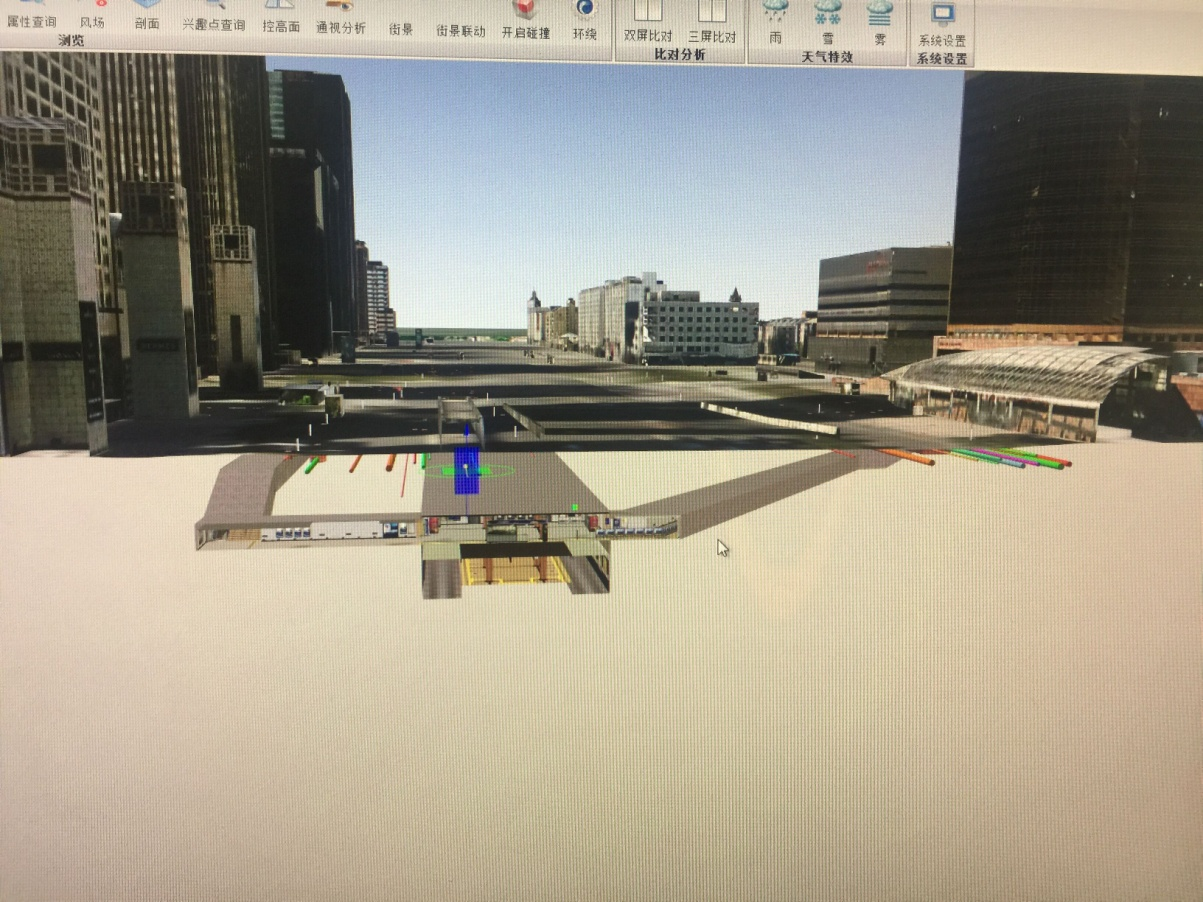 属性查询 风场 剖面 兴趣点查询 控高面 通视分析 街景 街景联动 开启碰撞 环绕 双屏比对 三屏比对 雨 雪 雾 系统设置
浏览 比对分析 天气特效 系统设置